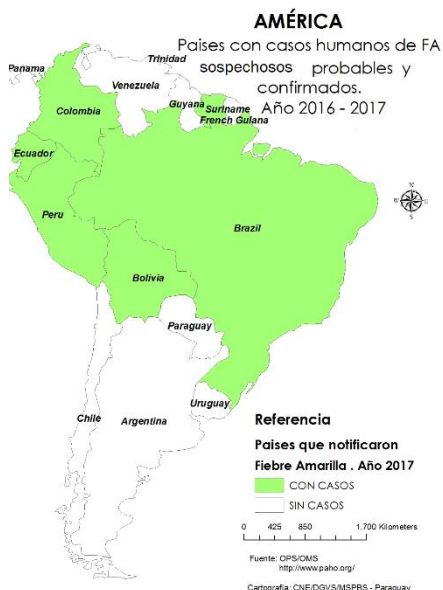 AMÉRICA
Paises con casos humanos de FA
sospechosos probables y
confirmados.
Año 2016 - 2017
Panama
Trinidad
Venezuela
Guyana
Suriname
French Guiana
Colombia
Ecuador
Peru
Brazil
Bolivia
Paraguay
Uruguay
Chile
Argentina
Referencia
Paises que notificaron
Fiebre Amarilla . Año 2017
CON CASOS
SIN CASOS
0 425 850 1.700 Kilometers
Fuente: OPS/OMS
http://www.paho.org/
Cartografía: CNE/DGVS/MSPBS - Paraguay